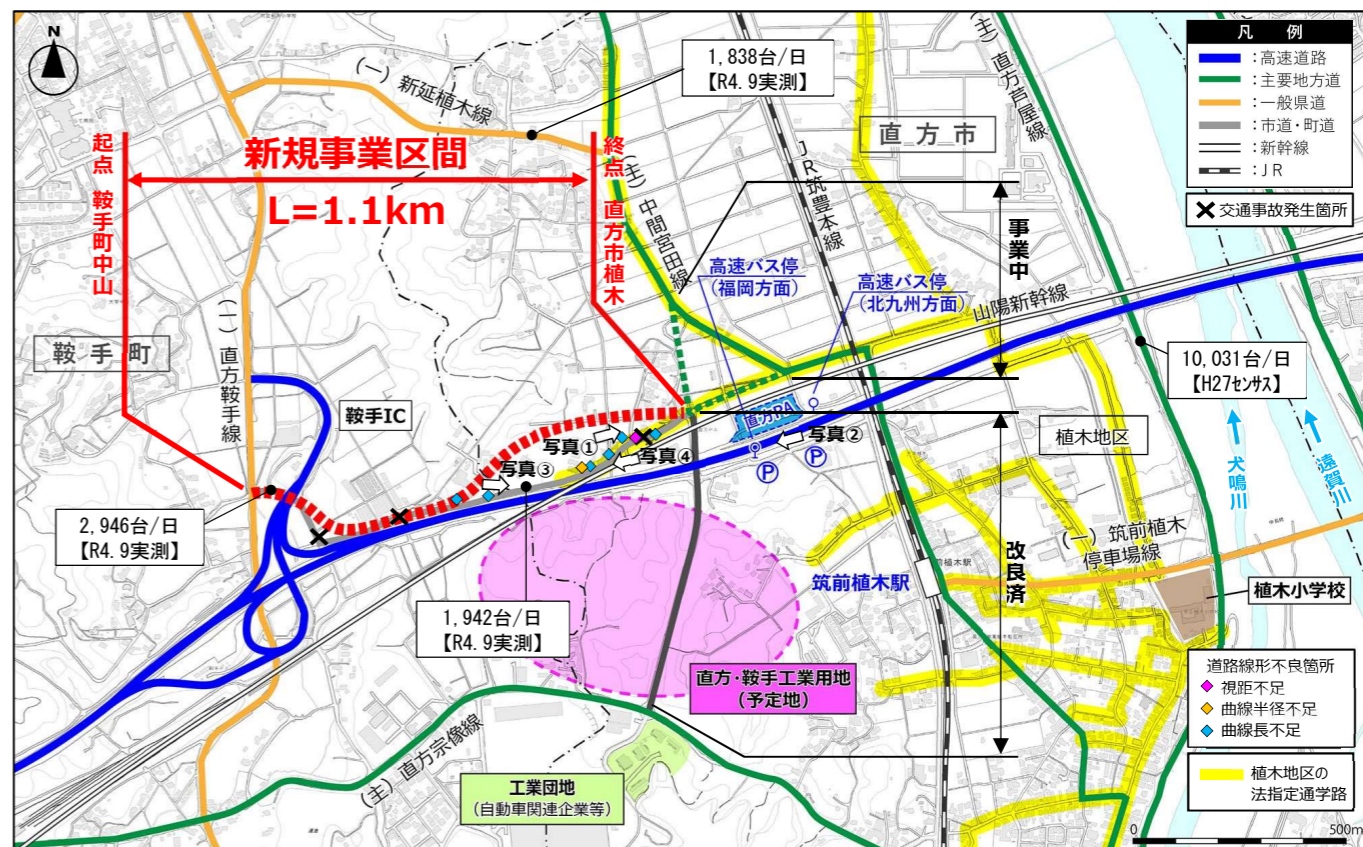 N
1,838台/日
【R4.9実測】
(一)新延植木線
起点 鞍手町中山
新規事業区間
L=1.1km
終点 直方市植木
(主)中間宮田線
JR筑豊本線
直方市
(主)直方芦屋線
凡 例
:高速道路
:主要地方道
:一般県道
:市道・町道
:新幹線
:JR
交通事故発生箇所
事業中
高速バス停
(福岡方面)
高速バス停
(北九州方面)
山陽新幹線
鞍手町
(一)直方鞍手線
鞍手IC
10,031台/日
【H27センサス】
直方PA
写真①
写真②
写真③
写真④
P
P
植木地区
犬鳴川
遠賀川
2,946台/日
【R4.9実測】
1,942台/日
【R4.9実測】
改良済
(一)筑前植木
停車場線
筑前植木駅
前植木駅
植木小学校
直方・鞍手工業用地
(予定地)
(主)直方宗像線
工業団地
(自動車関連企業等)
道路線形不良箇所
視距不足
曲線半径不足
曲線長不足
植木地区の
法指定通学路
0
500m